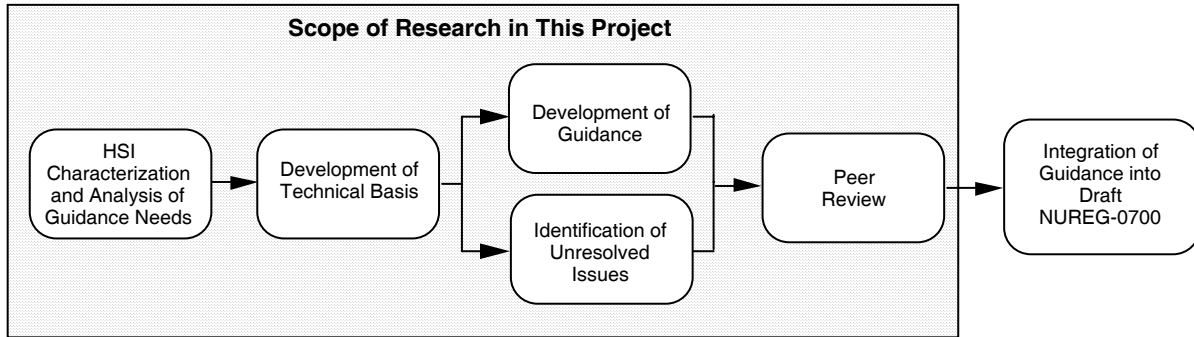 Scope of Research in This Project
HSI
Characterization
and Analysis of
Guidance Needs
Development of
Technical Basis
Development of
Guidance
Identification of
Unresolved
Issues
Peer
Review
Integration of
Guidance into
Draft
NUREG-0700